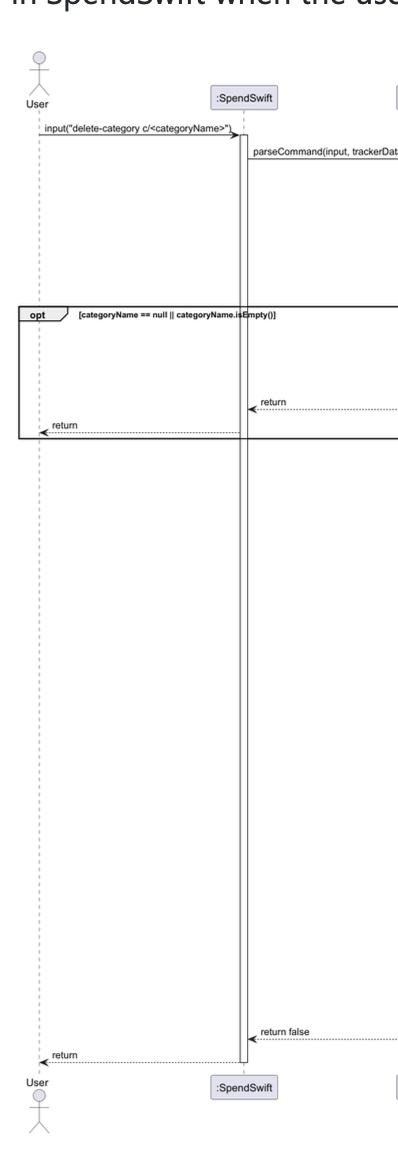 in SpendSwift when the use
User
:SpendSwift
input("delete-category c/<categoryName>")
parseCommand(input, trackerDat
opt
[categoryName == null || categoryName.isEmpty()]
return
return
return false
return
User
:SpendSwift